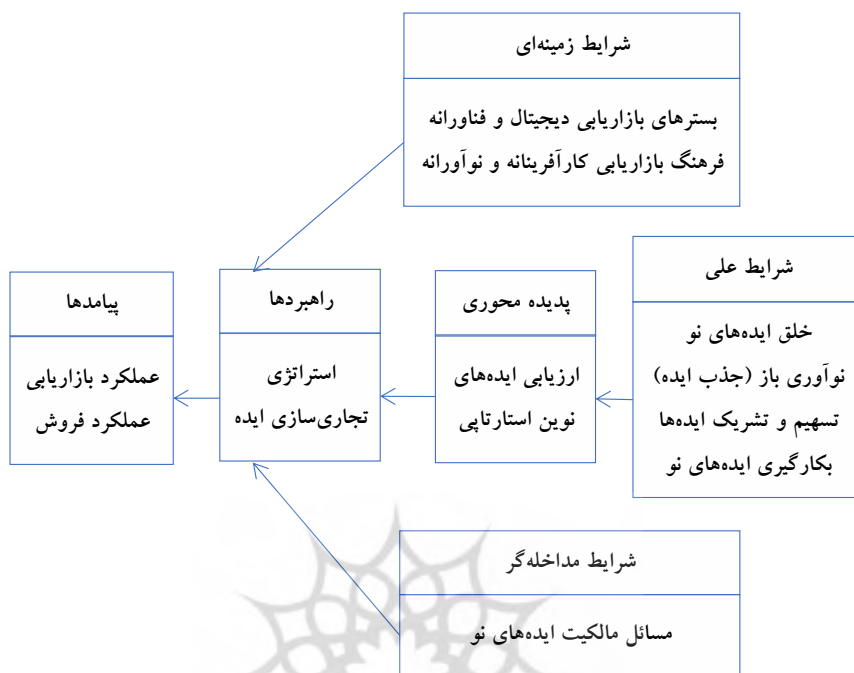 شرایط زمینه‌ای
بسترهای بازاریابی دیجیتال و فناورانه
فرهنگ بازاریابی کارآفرینانه و نوآورانه
شرایط علی
خلق ایده‌های نو
نوآوری باز (جذب ایده)
تسهیم و تشریک ایده‌ها
بکارگیری ایده‌های نو
پدیده محوری
ارزیابی ایده‌های
نوین استارتاپی
راهبردها
استراتژی
تجاری‌سازی ایده
پیامدها
عملکرد بازاریابی
عملکرد فروش
شرایط مداخله‌گر
مسائل مالکیت ایده‌های نو